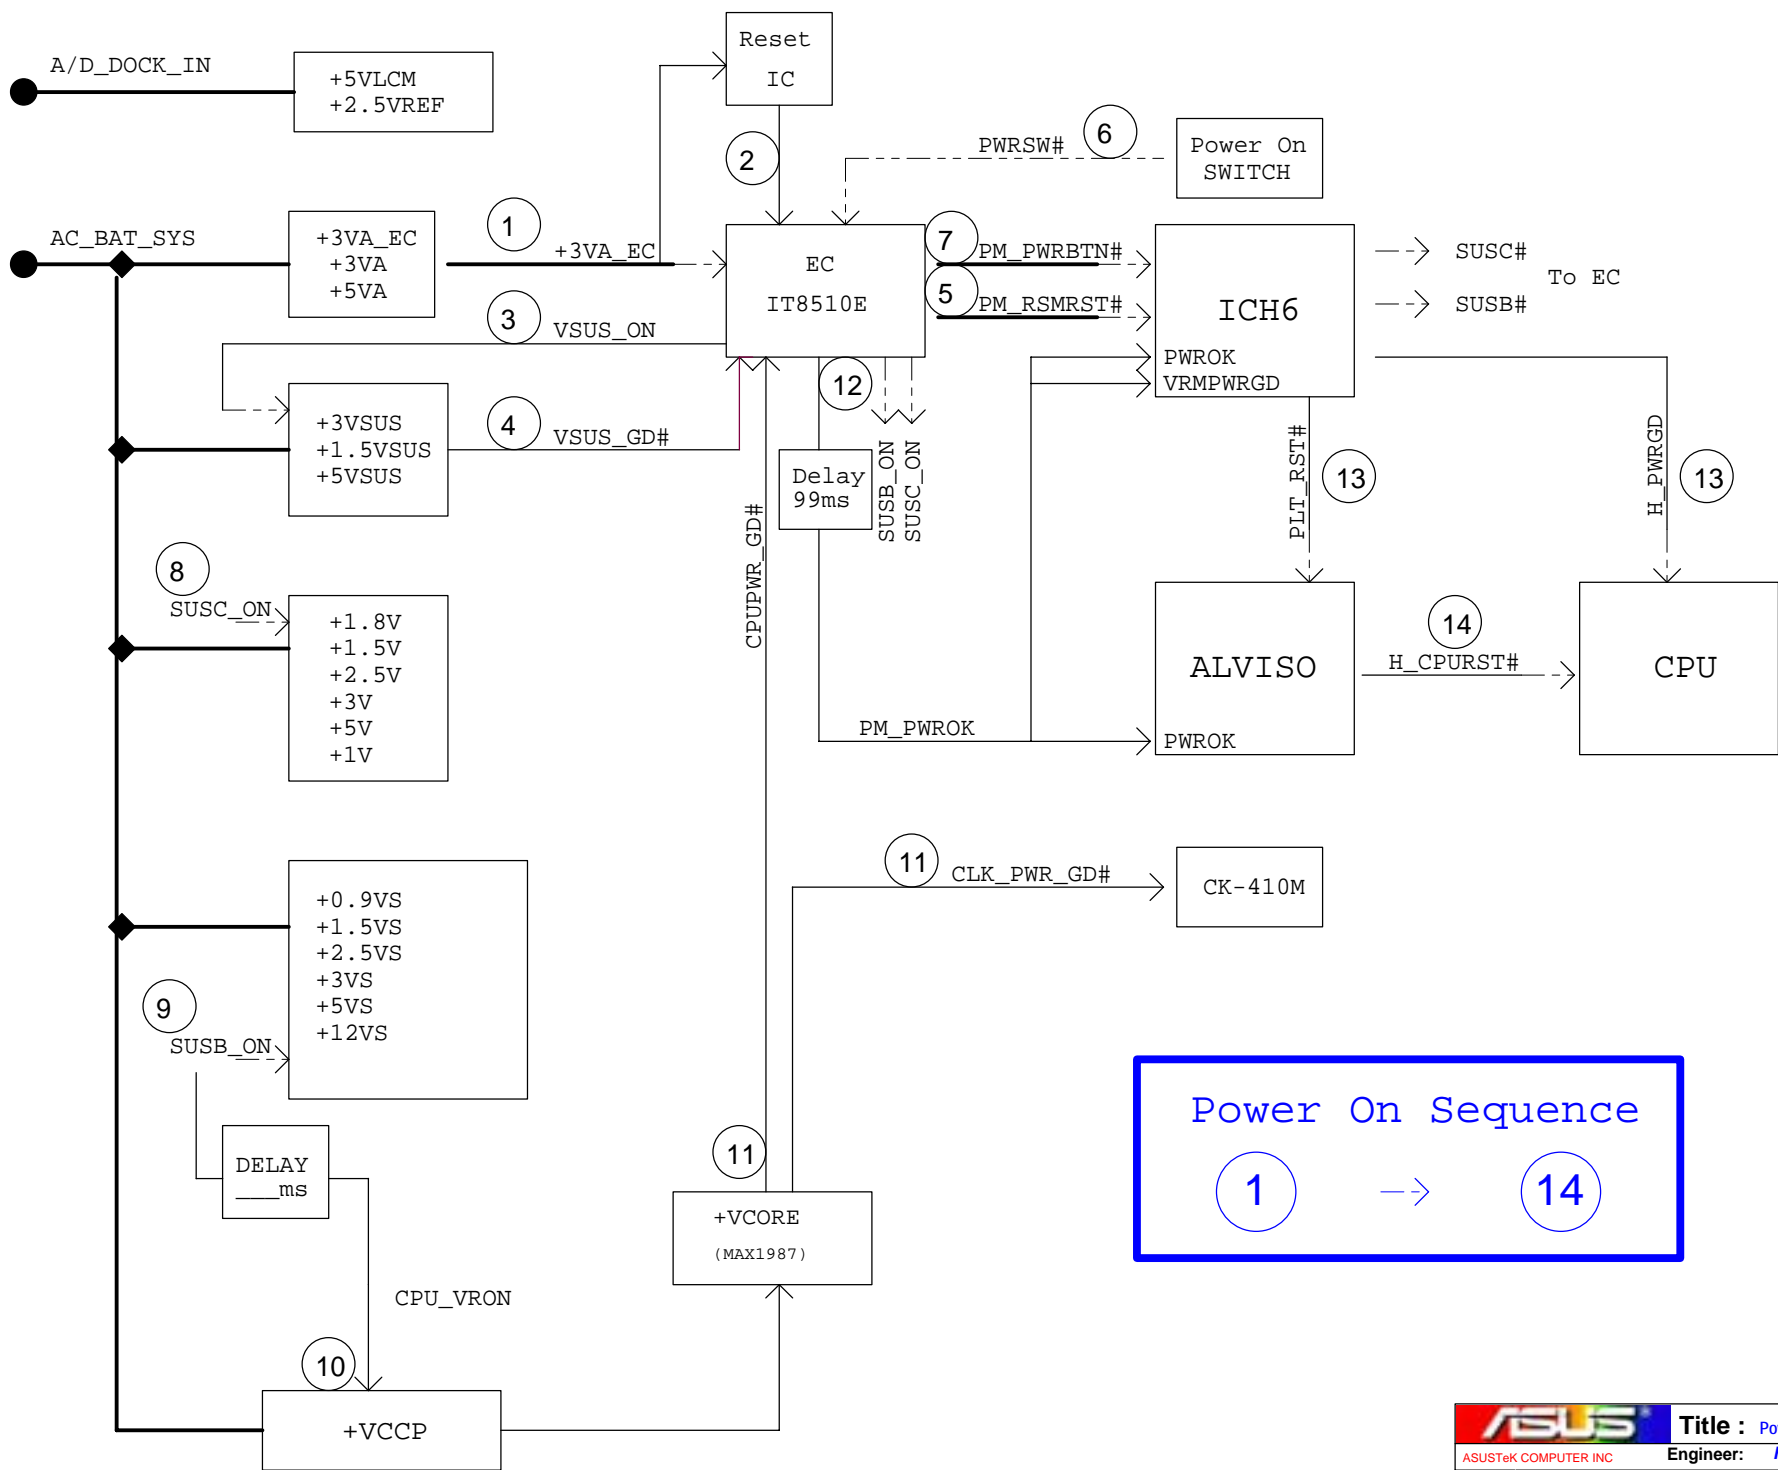 Reset
IC
A/D_DOCK_IN
+5VLCM
+2.5VREF
2
PWRSW#
6
Power On
SWITCH
AC_BAT_SYS
+3VA_EC
+3VA
+5VA
1
+3VA_EC
EC
IT8510E
7
PM_PWRBTN#
5
PM_RSMRST#
ICH6
PWROK
VRMPWRGD
SUSC#
SUSB#
To EC
3
VSUS_ON
+3VSUS
+1.5VSUS
+5VSUS
4
VSUS_GD#
12
Delay
99ms
SUSB_ON
SUSC_ON
CPUPWR_GD#
PLT_RST#
13
H_PWRGD
13
8
SUSC_ON
+1.8V
+1.5V
+2.5V
+3V
+5V
+1V
PM_PWROK
ALVISO
PWROK
14
H_CPURST#
CPU
+0.9VS
+1.5VS
+2.5VS
+3VS
+5VS
+12VS
9
SUSB_ON
11
CLK_PWR_GD#
CK-410M
DELAY
___ms
11
+VCORE
(MAX1987)
CPU_VRON
10
+VCCP
Power On Sequence
1
14
ASUS
Title :
ASUSTeK COMPUTER INC
Engineer: